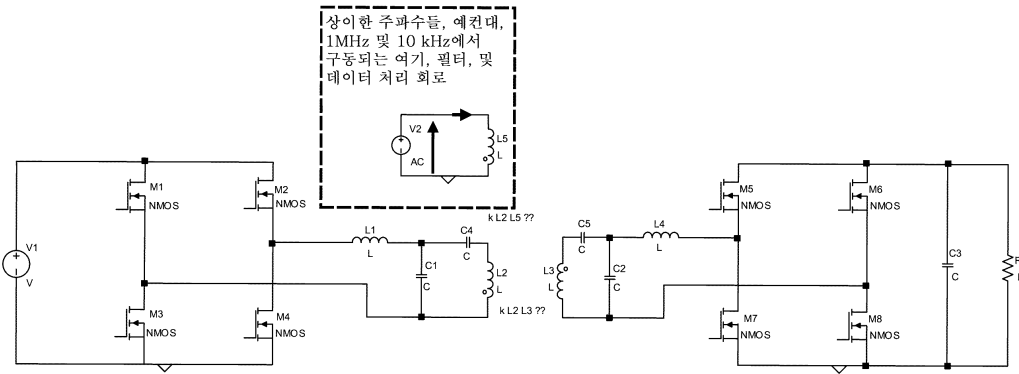 상이한 주파수들, 예컨대,
1MHz 및 10 kHz에서
구동되는 여기, 필터, 및
데이터 처리 회로
V2
AC
L5
L
k L2 L5 ??
M1
NMOS
M2
NMOS
V1
V
M3
NMOS
M4
NMOS
L1
L
C1
C
C4
C
L2
L
k L2 L3 ??
L3
L
C5
C
C2
C
L4
L
M5
NMOS
M6
NMOS
M7
NMOS
M8
NMOS
C3
C